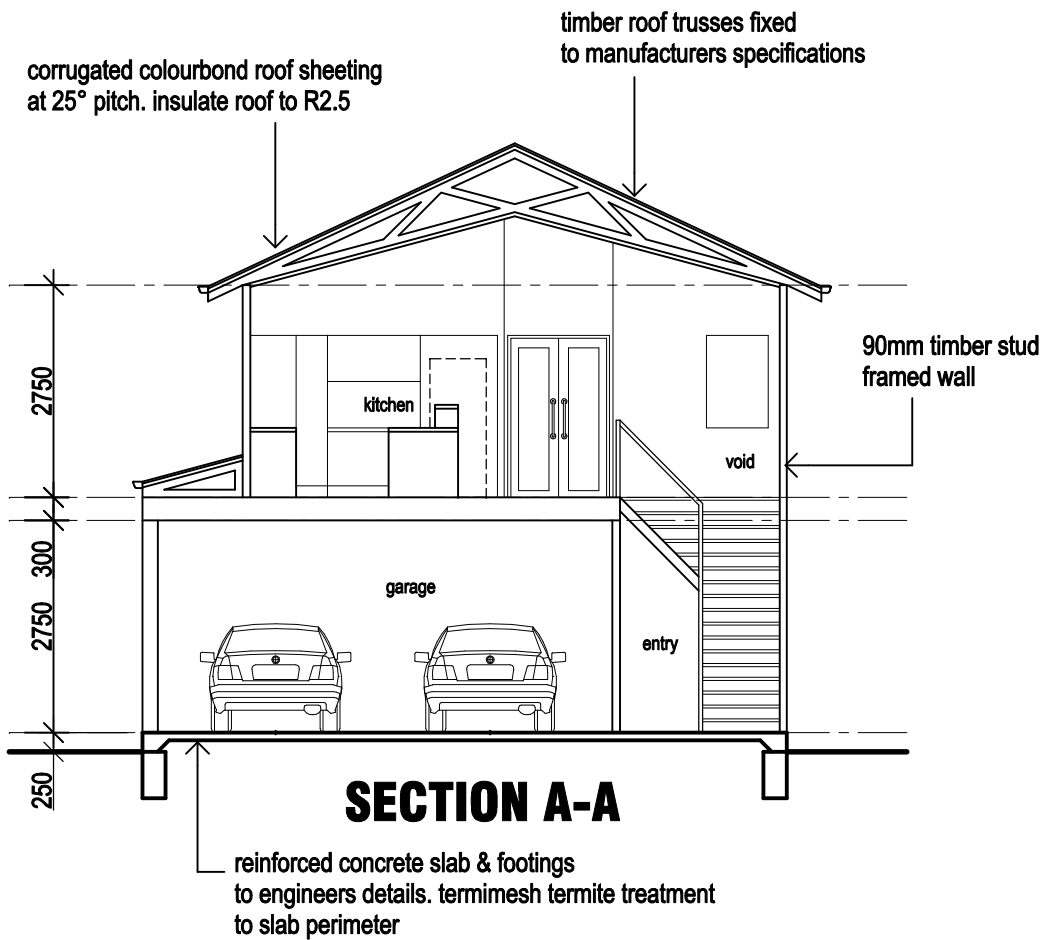 timber roof trusses fixed
to manufacturers specifications
corrugated colourbond roof sheeting
at 25° pitch. insulate roof to R2.5
90mm timber stud
framed wall
2750
kitchen
void
300
garage
2750
entry
250
SECTION A-A
reinforced concrete slab & footings
to engineers details. termimesh termite treatment
to slab perimeter